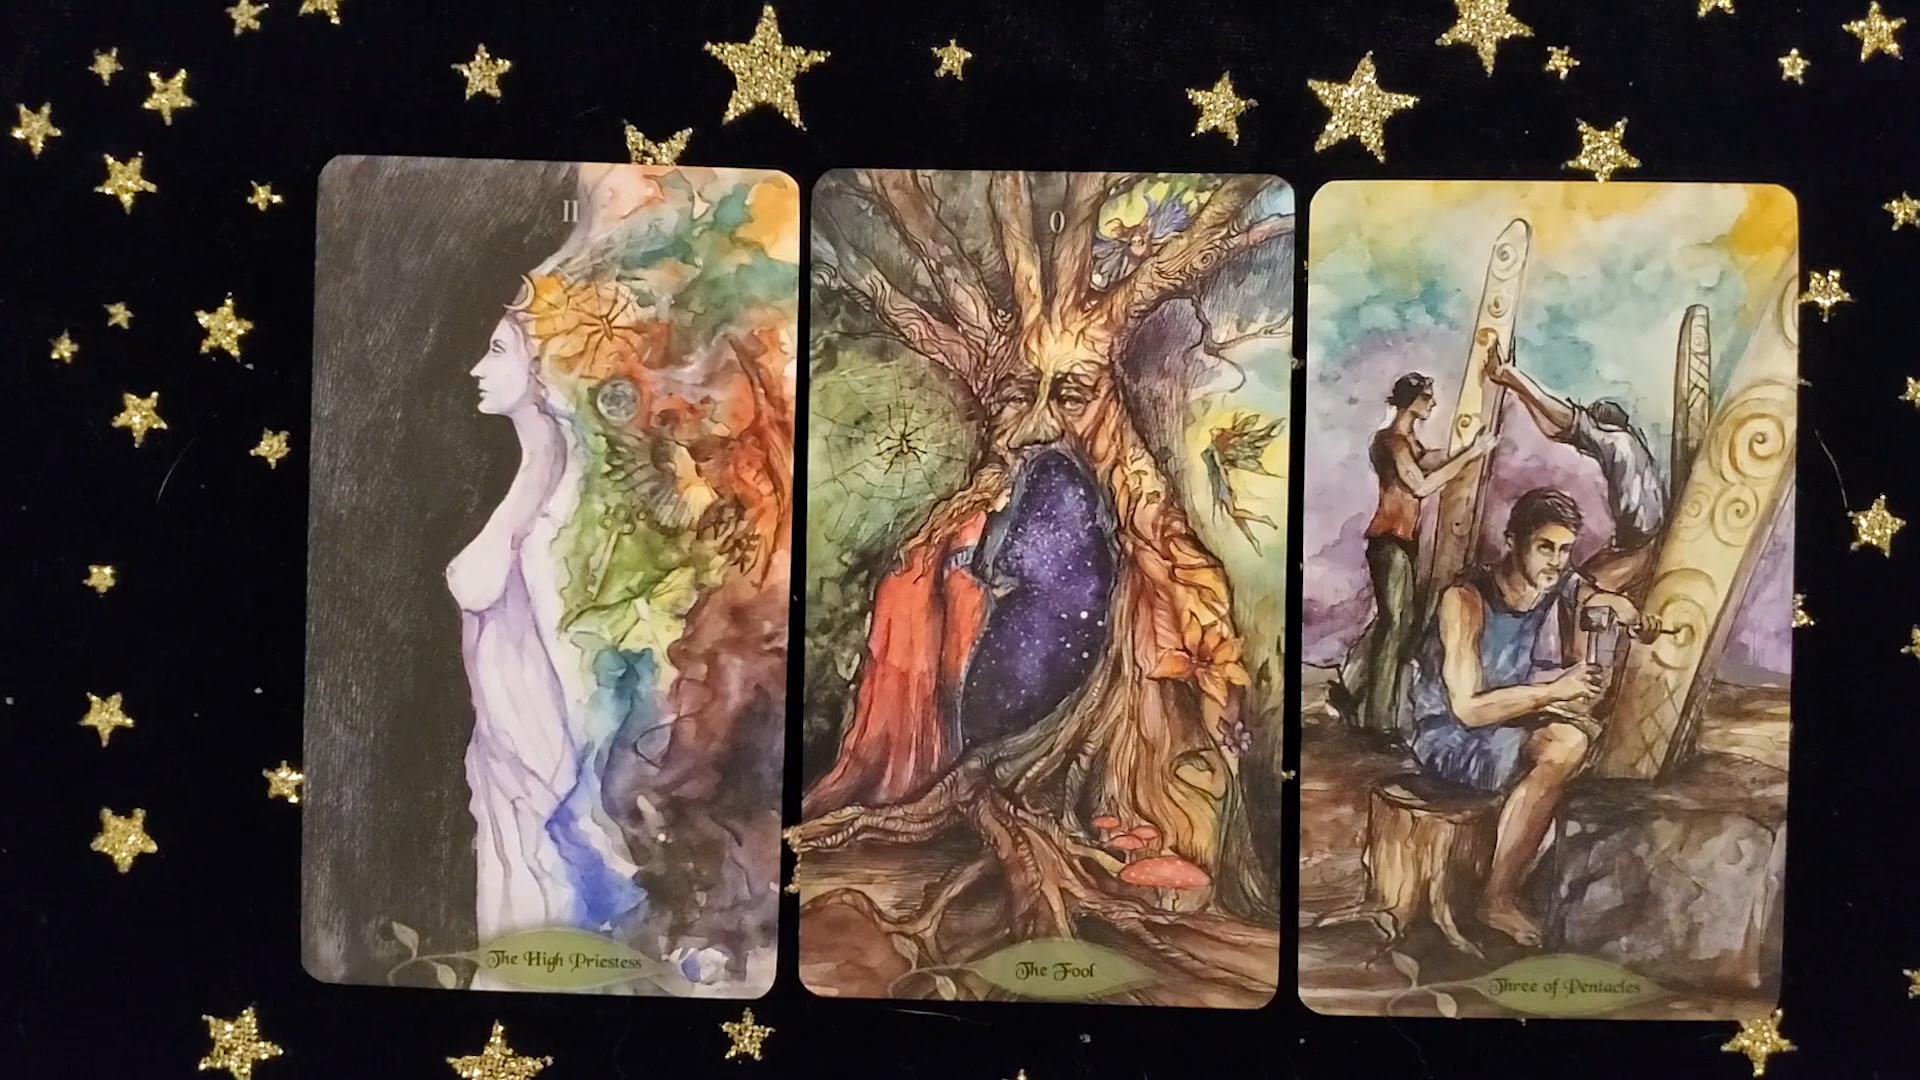 II
The High Priestess
0
The Fool
Three of Pentacles